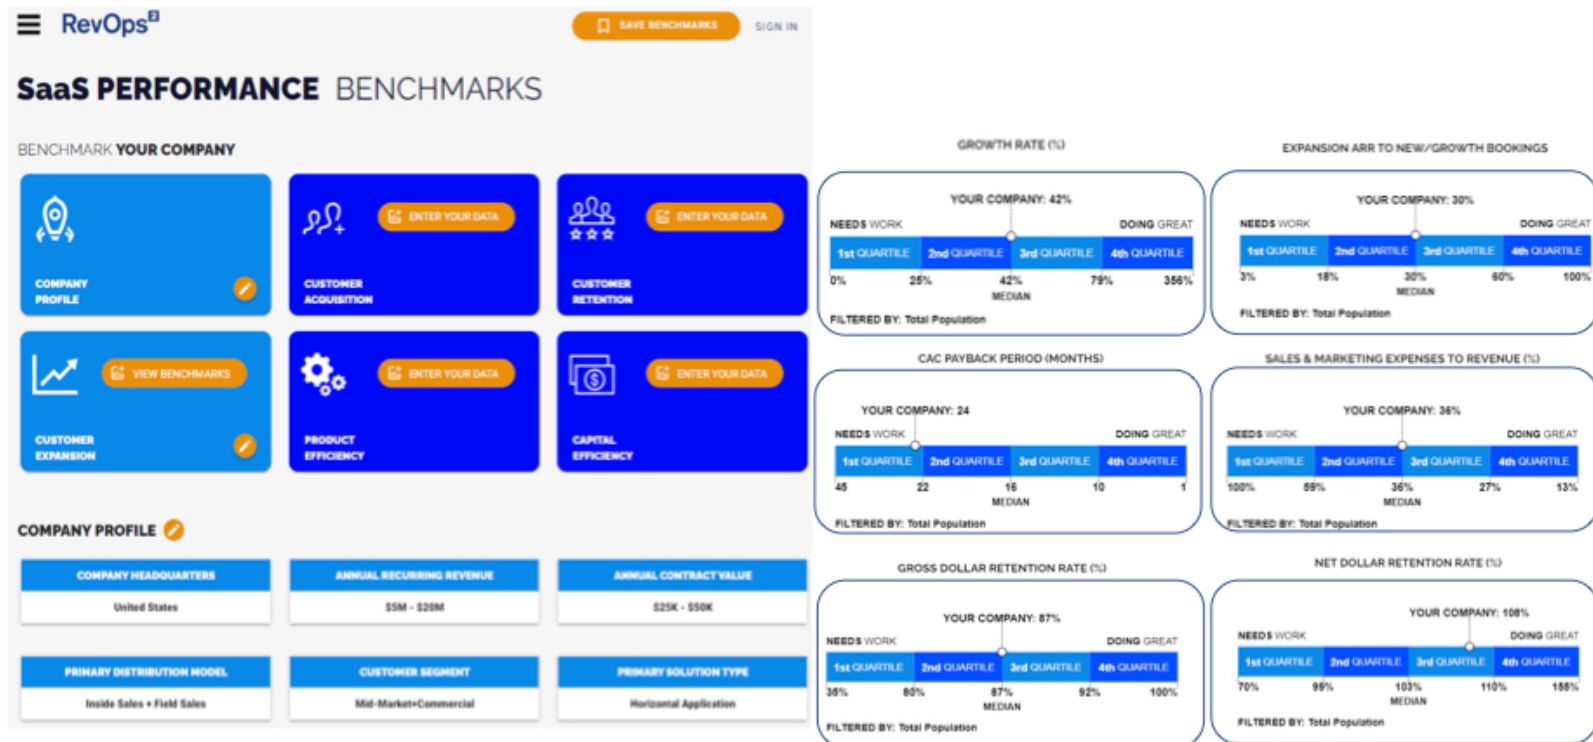 RevOps²
SAVE BENCHMARKS
SIGN IN
SaaS PERFORMANCE BENCHMARKS
BENCHMARK YOUR COMPANY
COMPANY
PROFILE
ENTER YOUR DATA
CUSTOMER
ACQUISITION
ENTER YOUR DATA
CUSTOMER
RETENTION
VIEW BENCHMARKS
CUSTOMER
EXPANSION
ENTER YOUR DATA
PRODUCT
EFFICIENCY
ENTER YOUR DATA
CAPITAL
EFFICIENCY
COMPANY PROFILE
COMPANY HEADQUARTERS
United States
ANNUAL RECURRING REVENUE
$5M - $20M
ANNUAL CONTRACT VALUE
$25K - $50K
PRIMARY DISTRIBUTION MODEL
Inside Sales + Field Sales
CUSTOMER SEGMENT
Mid-Market+Commercial
PRIMARY SOLUTION TYPE
Horizontal Application
GROWTH RATE (%)
YOUR COMPANY: 42%
NEEDS WORK DOING GREAT
1st QUARTILE 2nd QUARTILE 3rd QUARTILE 4th QUARTILE
0% 25% 42% 79% 356%
MEDIAN
FILTERED BY: Total Population
EXPANSION ARR TO NEW/GROWTH BOOKINGS
YOUR COMPANY: 30%
NEEDS WORK DOING GREAT
1st QUARTILE 2nd QUARTILE 3rd QUARTILE 4th QUARTILE
3% 18% 30% 60% 100%
MEDIAN
FILTERED BY: Total Population
CAC PAYBACK PERIOD (MONTHS)
YOUR COMPANY: 24
NEEDS WORK DOING GREAT
1st QUARTILE 2nd QUARTILE 3rd QUARTILE 4th QUARTILE
45 22 16 10 1
MEDIAN
FILTERED BY: Total Population
SALES & MARKETING EXPENSES TO REVENUE (%)
YOUR COMPANY: 36%
NEEDS WORK DOING GREAT
1st QUARTILE 2nd QUARTILE 3rd QUARTILE 4th QUARTILE
100% 59% 36% 27% 13%
MEDIAN
FILTERED BY: Total Population
GROSS DOLLAR RETENTION RATE (%)
YOUR COMPANY: 87%
NEEDS WORK DOING GREAT
1st QUARTILE 2nd QUARTILE 3rd QUARTILE 4th QUARTILE
35% 80% 87% 92% 100%
MEDIAN
FILTERED BY: Total Population
NET DOLLAR RETENTION RATE (%)
YOUR COMPANY: 108%
NEEDS WORK DOING GREAT
1st QUARTILE 2nd QUARTILE 3rd QUARTILE 4th QUARTILE
70% 99% 103% 110% 155%
MEDIAN
FILTERED BY: Total Population